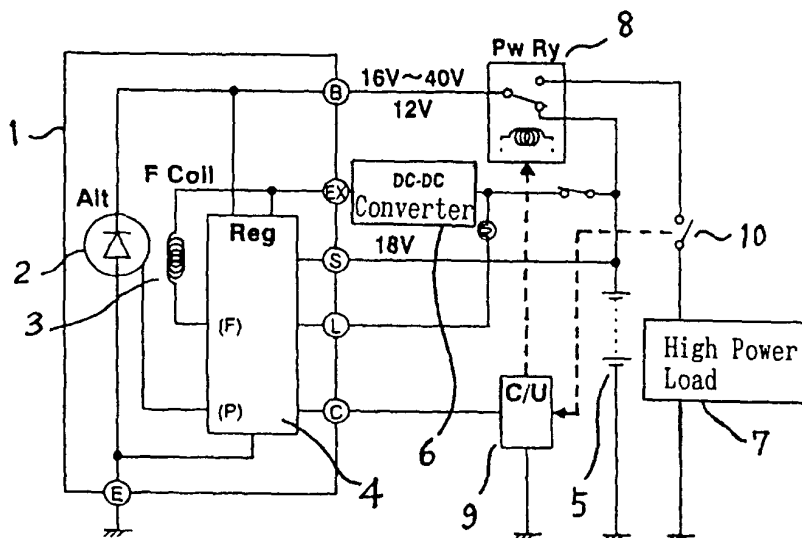 Pw Ry
8
16V~40V
B
12V
1
F Coil
EX
DC-DC
Converter
Alt
Reg
10
2
S
18V
3
High Power
Load
(F)
L
C/U
(P)
C
4
6
9
5
7
E